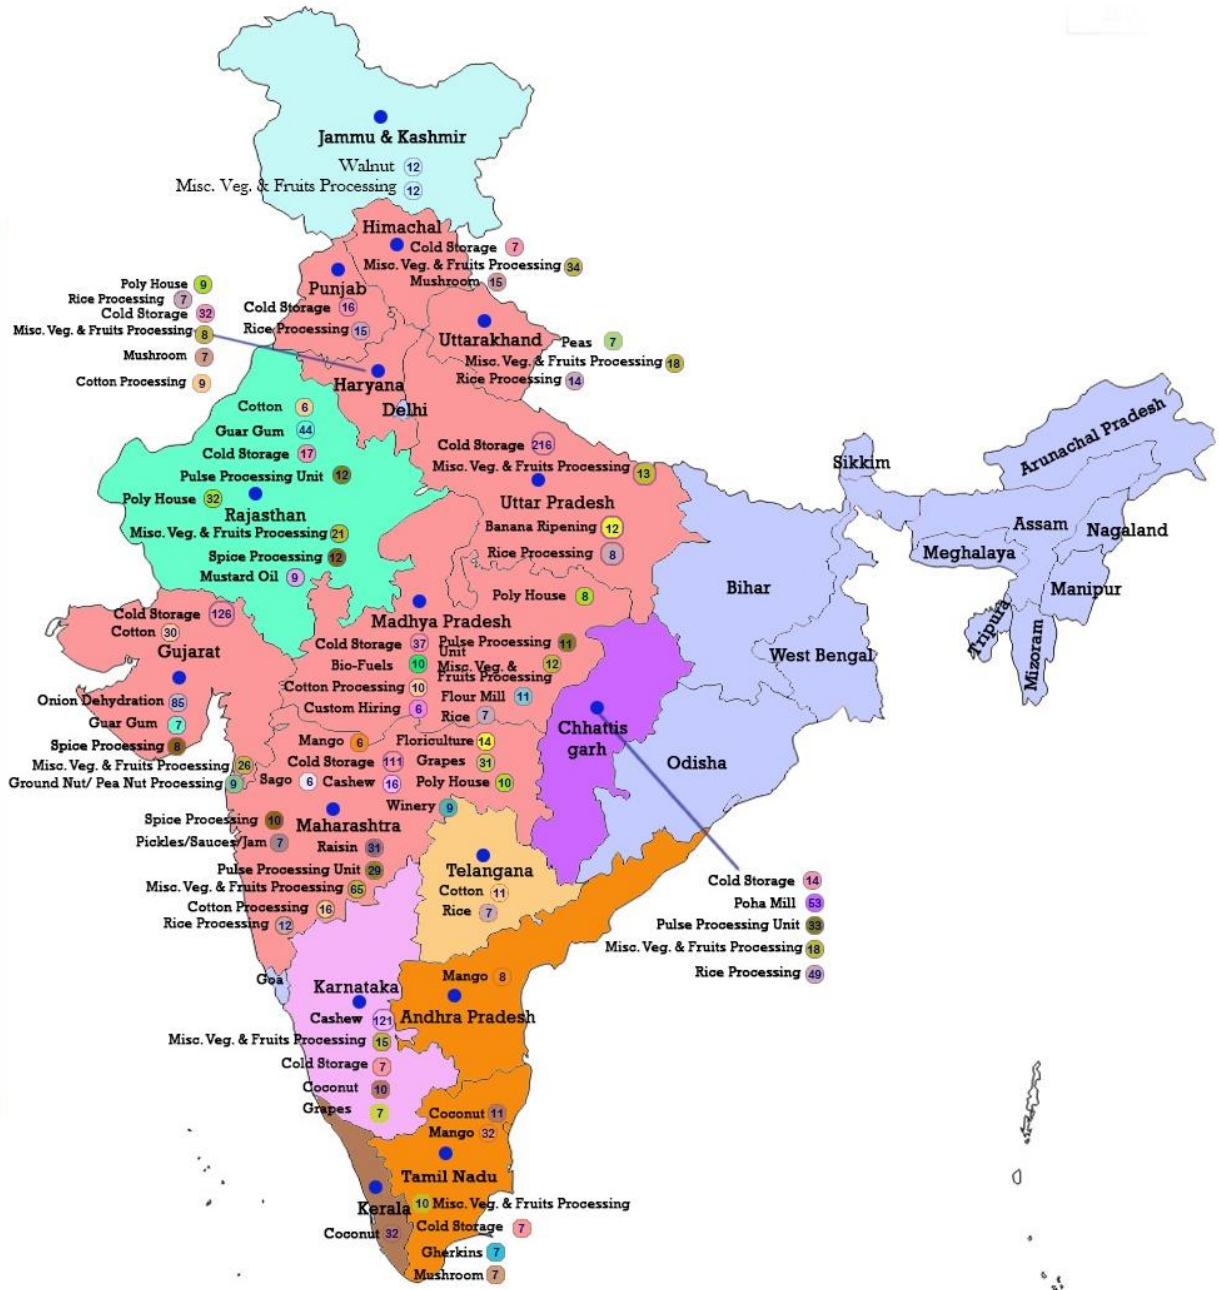 Jammu & Kashmir
Walnut 12
Misc. Veg. & Fruits Processing 12
Himachal
Cold Storage 7
Misc. Veg. & Fruits Processing 34
Mushroom 15
Punjab
Cold Storage 16
Rice Processing 15
Poly House 9
Rice Processing 7
Cold Storage 32
Misc. Veg. & Fruits Processing 8
Mushroom 7
Cotton Processing 9
Haryana
Delhi
Uttarakhand
Peas 7
Misc. Veg. & Fruits Processing 18
Rice Processing 14
Cotton 6
Guar Gum 44
Cold Storage 17
Pulse Processing Unit 12
Poly House 32
Rajasthan
Misc. Veg. & Fruits Processing 21
Spice Processing 12
Mustard Oil 9
Cold Storage 216
Misc. Veg. & Fruits Processing 13
Uttar Pradesh
Banana Ripening 12
Rice Processing 8
Poly House 8
Sikkim
Arunachal Pradesh
Assam
Nagaland
Meghalaya
Manipur
Tripura
Mizoram
Bihar
West Bengal
Odisha
Madhya Pradesh
Cold Storage 37
Bio-Fuels 10
Cotton Processing 10
Custom Hiring 6
Pulse Processing 11
Unit
Misc. Veg. & 12
Fruits Processing
Flour Mill 11
Rice 7
Cold Storage 126
Cotton 30
Gujarat
Onion Dehydration 85
Guar Gum 7
Spice Processing 8
Misc. Veg. & Fruits Processing 26
Ground Nut/ Pea Nut Processing 9
Chhattis
garh
Cold Storage 14
Poha Mill 53
Pulse Processing Unit 33
Misc. Veg. & Fruits Processing 18
Rice Processing 49
Mango 6
Floriculture 14
Cold Storage 111
Grapes 31
Sago 6
Cashew 16
Poly House 10
Winery 9
Spice Processing 10
Maharashtra
Pickles/Sauces/Jam 7
Raisin 31
Pulse Processing Unit 29
Misc. Veg. & Fruits Processing 65
Cotton Processing 16
Rice Processing 12
Telangana
Cotton 11
Rice 7
Goa
Karnataka
Cashew 121
Misc. Veg. & Fruits Processing 15
Cold Storage 7
Coconut 10
Grapes 7
Mango 8
Andhra Pradesh
Coconut 11
Mango 32
Tamil Nadu
10 Misc. Veg. & Fruits Processing
Cold Storage 7
Gherkins 7
Mushroom 7
Kerala
Coconut 32